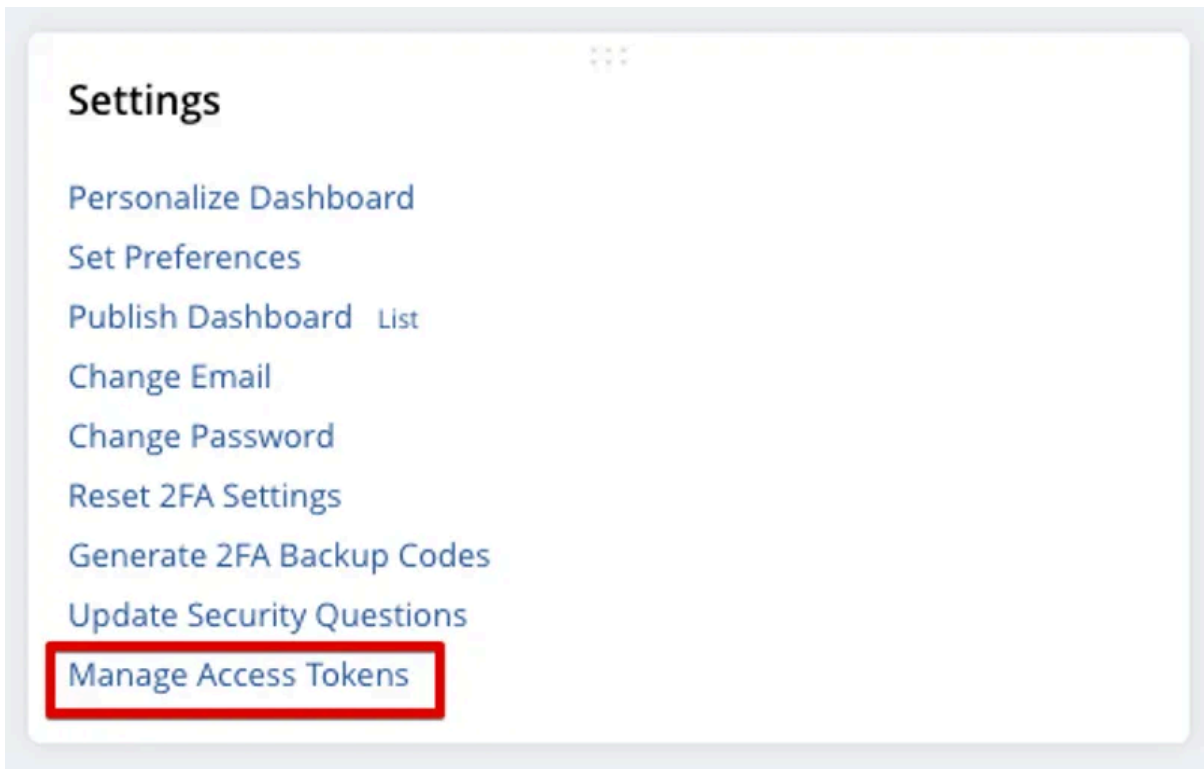 Settings
Personalize Dashboard
Set Preferences
Publish Dashboard List
Change Email
Change Password
Reset 2FA Settings
Generate 2FA Backup Codes
Update Security Questions
Manage Access Tokens